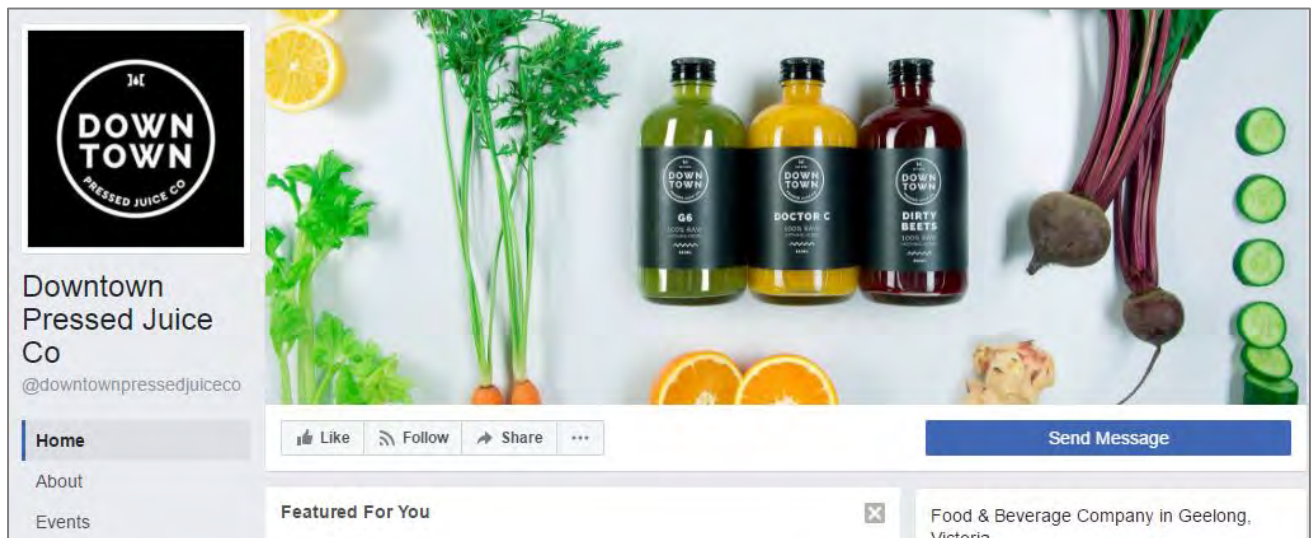 DOWN
TOWN
PRESSED JUICE CO
Downtown
Pressed Juice
Co
@downtownpressedjuiceco
Home
About
Events
DOWN
TOWN
G6
100% RAW
DOWN
TOWN
DOCTOR C
100% RAW
DOWN
TOWN
DIRTY
BEETS
100% RAW
Like Follow Share ...
Send Message
Featured For You
Food & Beverage Company in Geelong,
Victoria